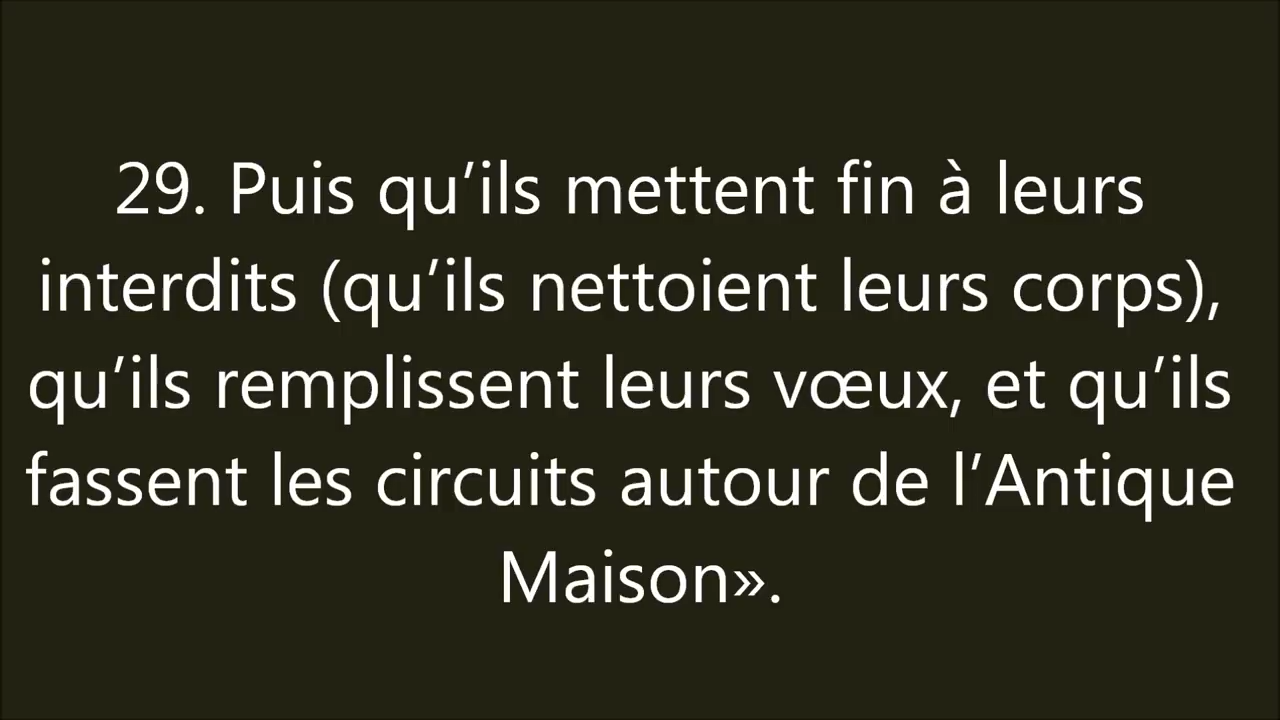 29. Puis qu’ils mettent fin à leurs
interdits (qu’ils nettoient leurs corps),
qu’ils remplissent leurs vœux, et qu’ils
fassent les circuits autour de l’Antique
Maison».